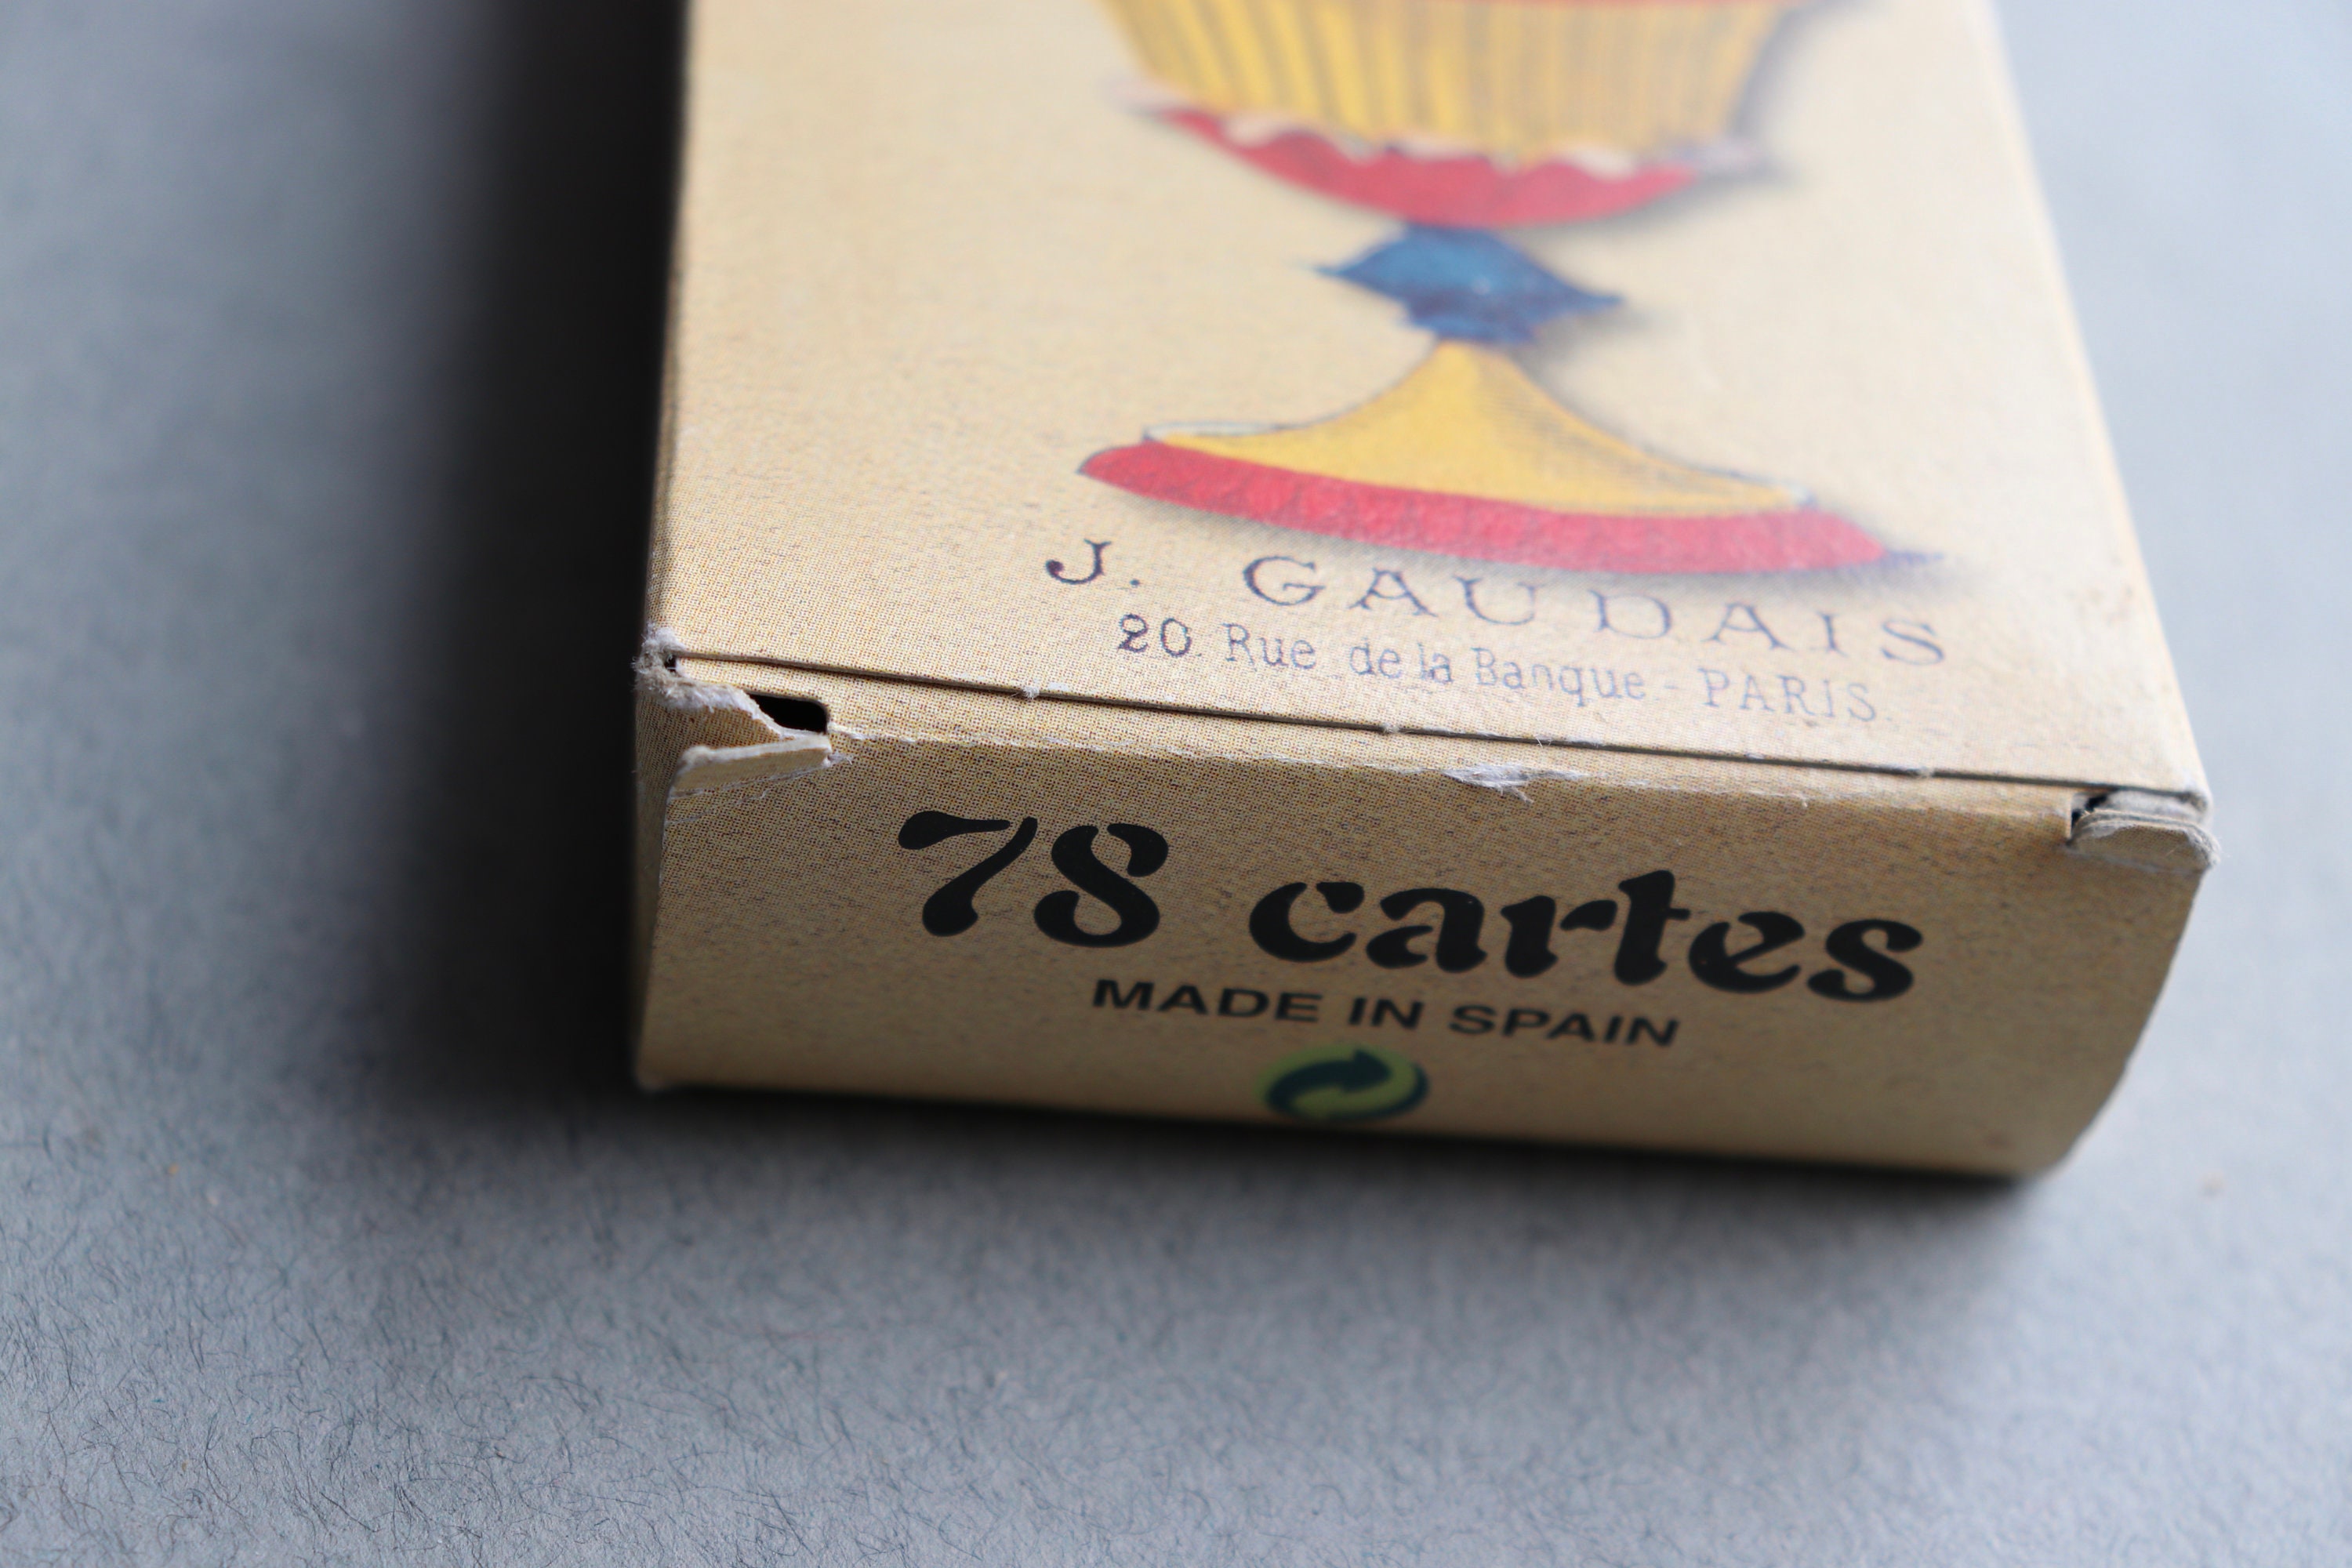 J. GAUDAIS
20 Rue de la Banque - PARIS.
78 cartes
MADE IN SPAIN